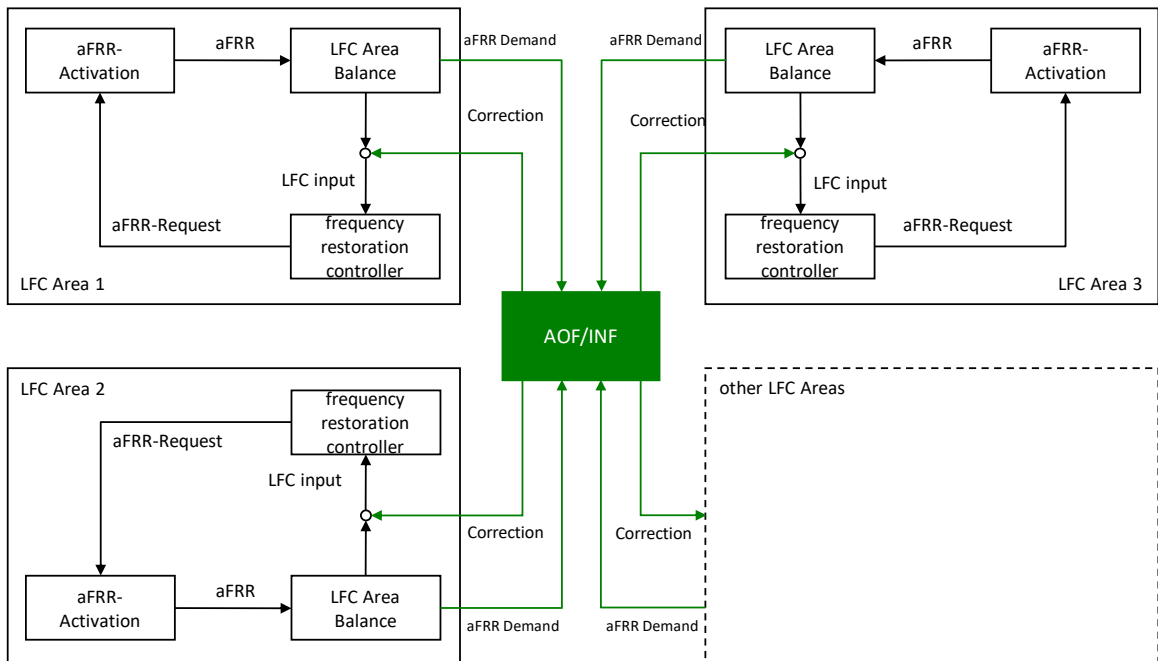 aFRR-
Activation
aFRR
LFC Area
Balance
aFRR Demand
Correction
LFC input
aFRR-Request
frequency
restoration
controller
LFC Area 1
aFRR Demand
LFC Area
Balance
aFRR
aFRR-
Activation
Correction
LFC input
frequency
restoration
controller
aFRR-Request
LFC Area 3
AOF/INF
LFC Area 2
frequency
restoration
controller
aFRR-Request
LFC input
Correction
aFRR-
Activation
aFRR
LFC Area
Balance
aFRR Demand
other LFC Areas
Correction
aFRR Demand